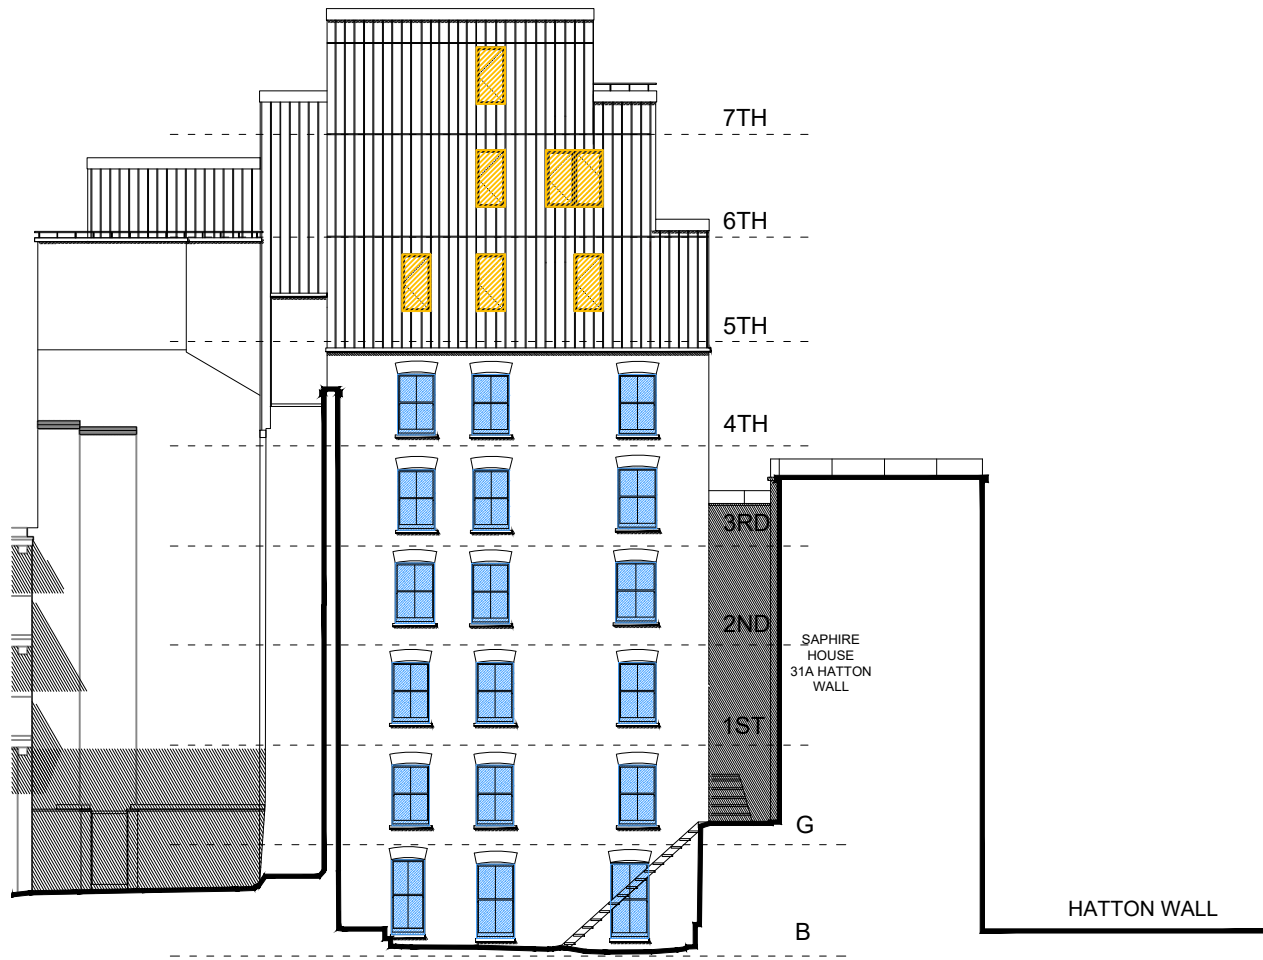 7TH
6TH
5TH
4TH
3RD
2ND
SAPHIRE
HOUSE
31A HATTON
WALL
1ST
G
HATTON WALL
B